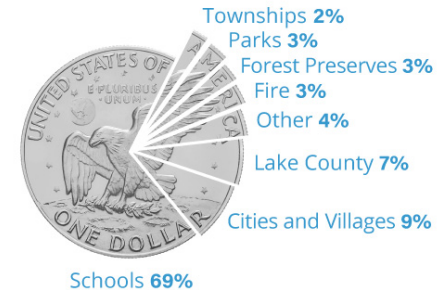 Townships 2%
Parks 3%
Forest Preserves 3%
Fire 3%
Other 4%
Lake County 7%
Cities and Villages 9%
Schools 69%
UNITED STATES OF AMERICA
E·PLURIBUS
·UNUM·
ONE DOLLAR